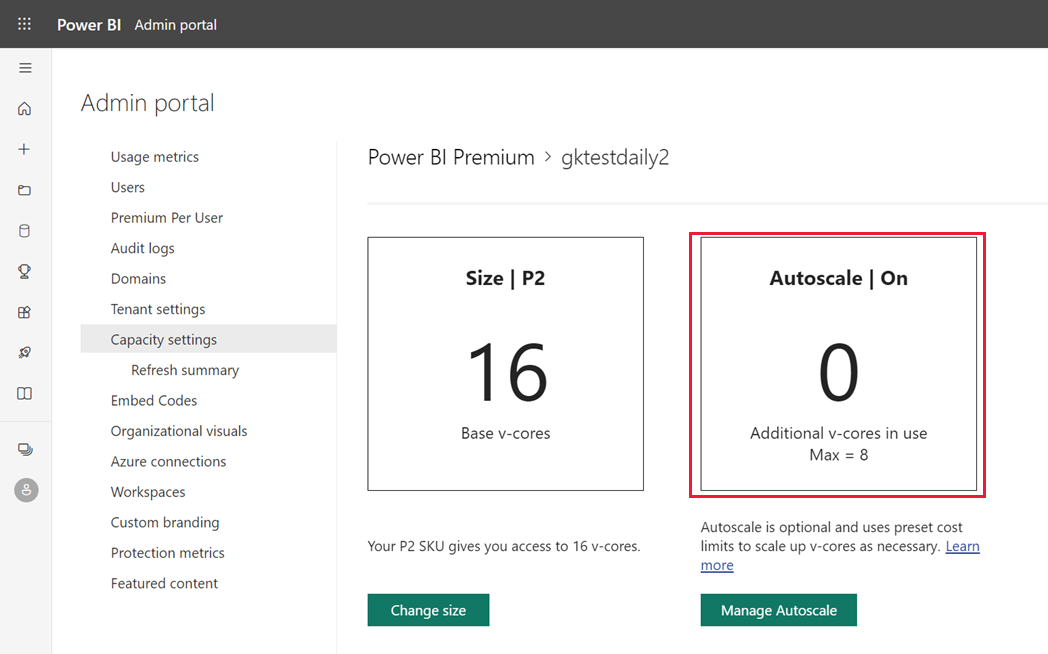 Power BI Admin portal
Admin portal
Usage metrics
Users
Premium Per User
Audit logs
Domains
Tenant settings
Capacity settings
Refresh summary
Embed Codes
Organizational visuals
Azure connections
Workspaces
Custom branding
Protection metrics
Featured content
Power BI Premium > gktestdaily2
Size | P2
16
Base v-cores
Your P2 SKU gives you access to 16 v-cores.
Change size
Autoscale | On
0
Additional v-cores in use
Max = 8
Autoscale is optional and uses preset cost
limits to scale up v-cores as necessary. Learn
more
Manage Autoscale